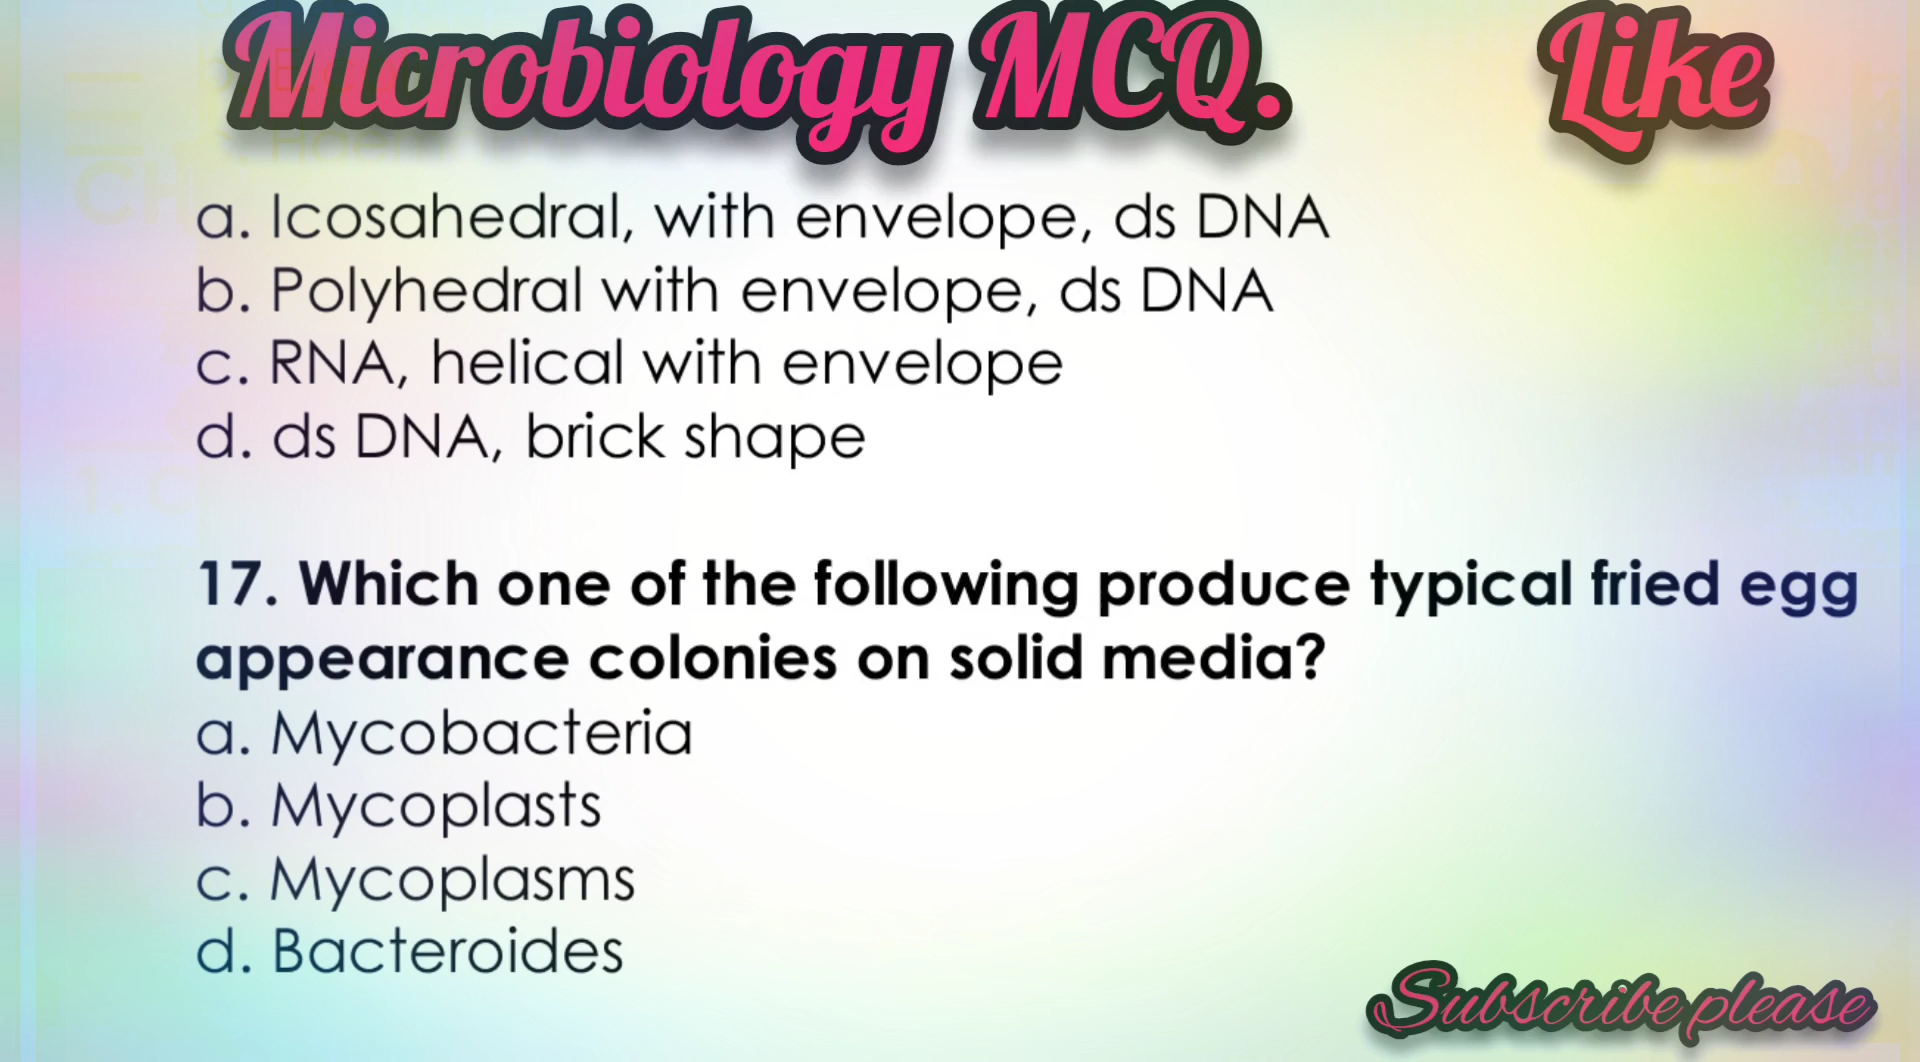 Microbiology MCQ. Like
a. Icosahedral, with envelope, ds DNA
b. Polyhedral with envelope, ds DNA
c. RNA, helical with envelope
d. ds DNA, brick shape
17. Which one of the following produce typical fried egg
appearance colonies on solid media?
a. Mycobacteria
b. Mycoplasts
c. Mycoplasms
d. Bacteroides
Subscribe please